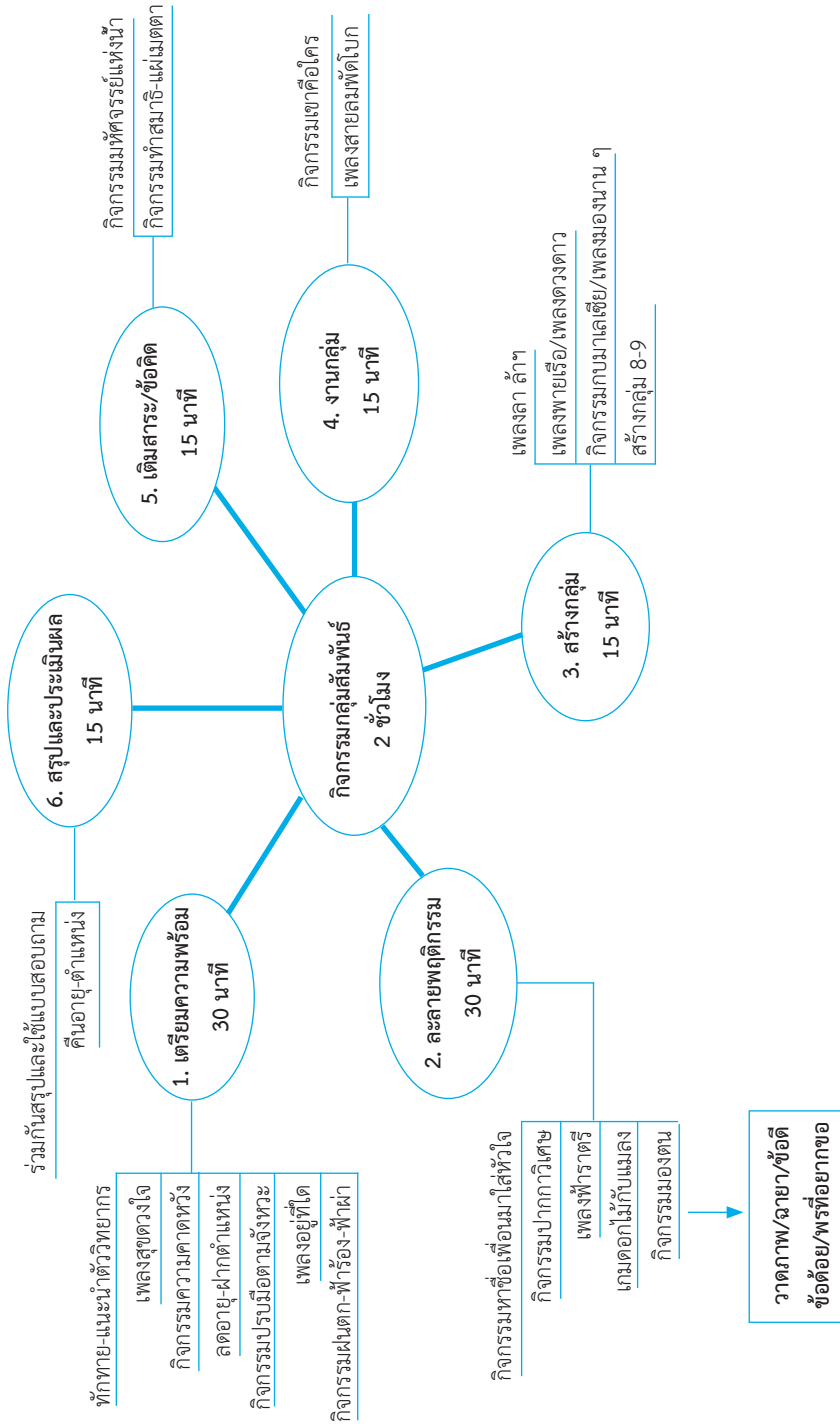 กิจกรรมกลุ่มสัมพันธ์
2 ชั่วโมง
1. เตรียมความพร้อม
30 นาที
ทักทาย-แนะนำตัววิทยากร
เพลงสุขดวงใจ
กิจกรรมความคาดหวัง
ลดอายุ-ฝากตำแหน่ง
กิจกรรมปรบมือตามจังหวะ
เพลงอยู่ที่ใด
กิจกรรมฝนตก-ฟ้าร้อง-ฟ้าผ่า
2. ละลายพฤติกรรม
30 นาที
กิจกรรมหาชื่อเพื่อนมาใส่หัวใจ
กิจกรรมปากกาวิเศษ
เพลงฟ้าราตรี
เกมดอกไม้กับแมลง
กิจกรรมมองตน
วาดภาพ/ฉายา/ข้อดี
ข้อด้อย/พรที่อยากขอ
3. สร้างกลุ่ม
15 นาที
เพลงลา ล้าฯ
เพลงพายเรือ/เพลงดวงดาว
กิจกรรมกบมาเลเซีย/เพลงมองนาน ๆ
สร้างกลุ่ม 8-9
4. งานกลุ่ม
15 นาที
กิจกรรมเขาคือใคร
เพลงสายลมพัดโบก
5. เติมสาระ/ข้อคิด
15 นาที
กิจกรรมมหัศจรรย์แห่งน้ำ
กิจกรรมทำสมาธิ-แผ่เมตตา
6. สรุปและประเมินผล
15 นาที
ร่วมกันสรุปและใช้แบบสอบถาม
คืนอายุ-ตำแหน่ง